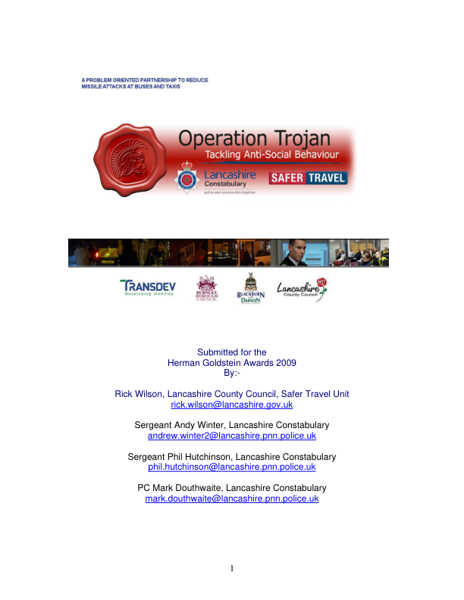 A PROBLEM ORIENTED PARTNERSHIP TO REDUCE
MISSILE ATTACKS AT BUSES AND TAXIS
Operation Trojan
Tackling Anti-Social Behaviour
Lancashire
Constabulary
police and communities together
SAFER TRAVEL
TRANSDEV
Developing mobility
BURNLEY
BOROUGH
COUNCIL
BLACKBURN
WITH
DARWEN
Lancashire
County Council
Submitted for the
Herman Goldstein Awards 2009
By:-
Rick Wilson, Lancashire County Council, Safer Travel Unit
rick.wilson@lancashire.gov.uk
Sergeant Andy Winter, Lancashire Constabulary
andrew.winter2@lancashire.pnn.police.uk
Sergeant Phil Hutchinson, Lancashire Constabulary
phil.hutchinson@lancashire.pnn.police.uk
PC Mark Douthwaite, Lancashire Constabulary
mark.douthwaite@lancashire.pnn.police.uk
1